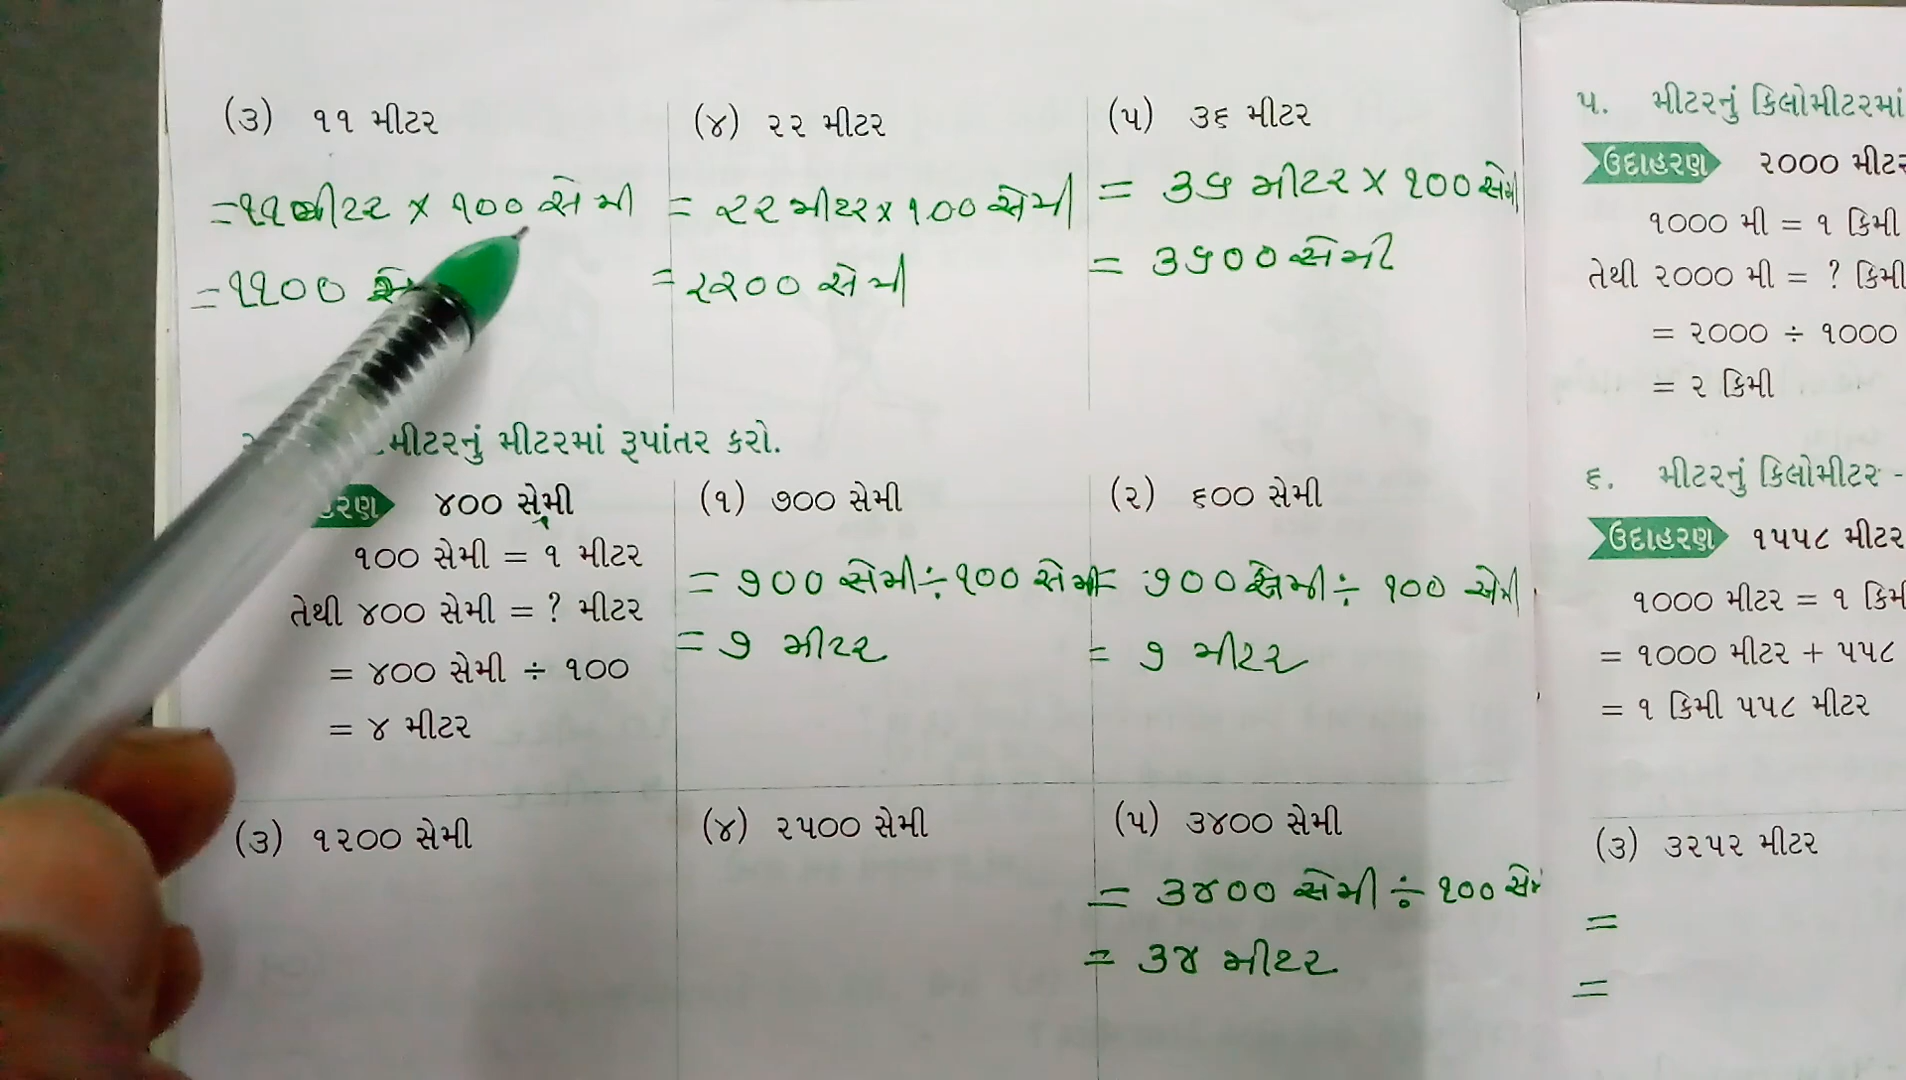 (૩) ૧૧ મીટર
= ૧૧ મીટર × ૧૦૦ સેમી
= ૧૧૦૦
(૪) ૨૨ મીટર
= ૨૨ મીટર × ૧૦૦ સેમી
= ૨૨૦૦ સેમી
(૫) ૩૬ મીટર
= ૩૬ મીટર × ૧૦૦ સેમી
= ૩૬૦૦ સેમી
મીટરનું મીટરમાં રૂપાંતર કરો.
૪૦૦ સેમી
૧૦૦ સેમી = ૧ મીટર
તેથી ૪૦૦ સેમી = ? મીટર
= ૪૦૦ સેમી ÷ ૧૦૦
= ૪ મીટર
(૧) ૭૦૦ સેમી
= ૭૦૦ સેમી ÷ ૧૦૦ સેમી
= ૭ મીટર
(૨) ૬૦૦ સેમી
= ૭૦૦ સેમી ÷ ૧૦૦ સેમી
= ૭ મીટર
(૩) ૧૨૦૦ સેમી
(૪) ૨૫૦૦ સેમી
(૫) ૩૪૦૦ સેમી
= ૩૪૦૦ સેમી ÷ ૧૦૦
= ૩૪ મીટર
૫. મીટરનું કિલોમીટરમાં
ઉદાહરણ ૨૦૦૦ મીટર
૧૦૦૦ મી = ૧ કિમી
તેથી ૨૦૦૦ મી = ? કિમી
= ૨૦૦૦ ÷ ૧૦૦૦
= ૨ કિમી
૬. મીટરનું કિલોમીટર -
ઉદાહરણ ૧૫૫૮ મીટર
૧૦૦૦ મીટર = ૧ કિમી
= ૧૦૦૦ મીટર + ૫૫૮
= ૧ કિમી ૫૫૮ મીટર
(૩) ૩૨૫૨ મીટર
=
=